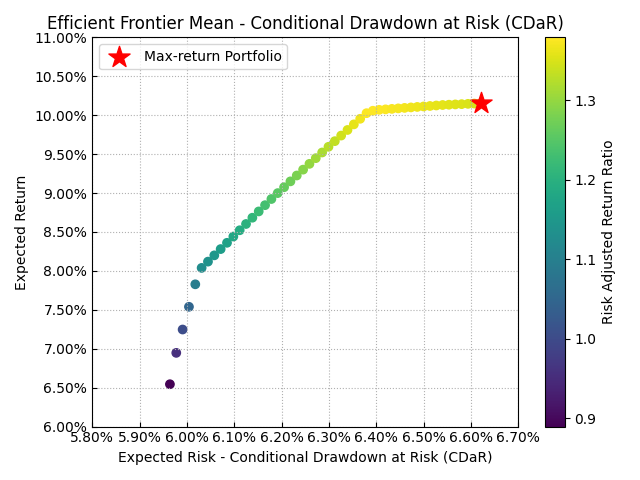 Efficient Frontier Mean - Conditional Drawdown at Risk (CDaR)
Max-return Portfolio
Expected Return
11.00%
10.50%
10.00%
9.50%
9.00%
8.50%
8.00%
7.50%
7.00%
6.50%
6.00%
5.80% 5.90% 6.00% 6.10% 6.20% 6.30% 6.40% 6.50% 6.60% 6.70%
Expected Risk - Conditional Drawdown at Risk (CDaR)
1.3
1.2
1.1
1.0
0.9
Risk Adjusted Return Ratio